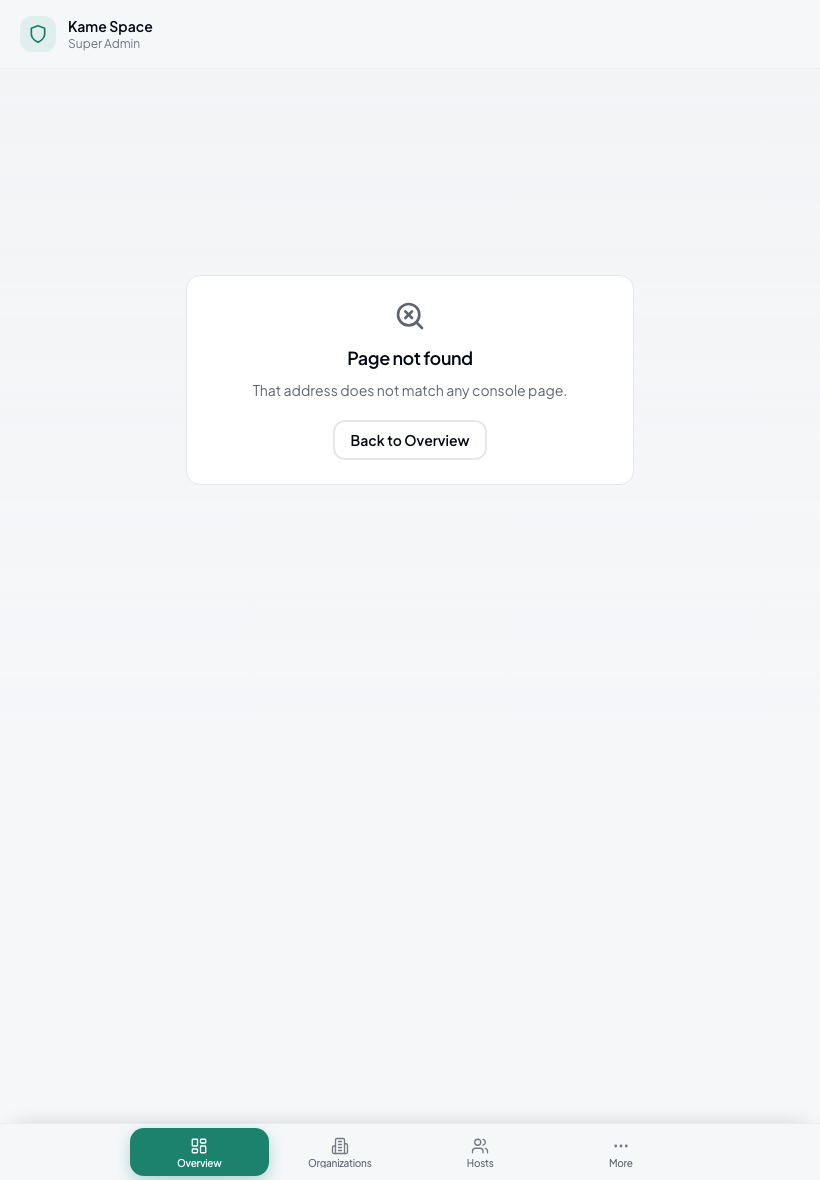 Kame Space
Super Admin
Page not found
That address does not match any console page.
Back to Overview
Overview
Organizations
Hosts
More